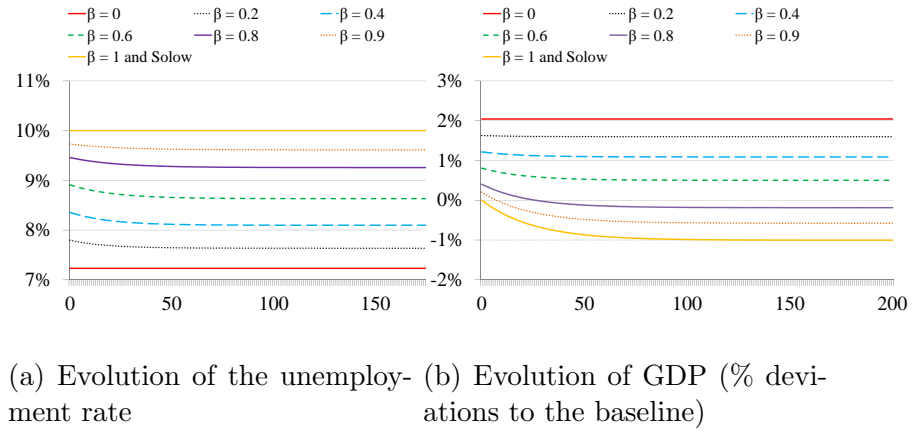 β = 0 β = 0.2 β = 0.4
β = 0.6 β = 0.8 β = 0.9
β = 1 and Solow
11%
10%
9%
8%
7%
0 50 100 150
β = 0 β = 0.2 β = 0.4
β = 0.6 β = 0.8 β = 0.9
β = 1 and Solow
3%
2%
1%
0%
-1%
-2%
0 50 100 150 200
(a) Evolution of the unemploy-
ment rate
(b) Evolution of GDP (% devi-
ations to the baseline)